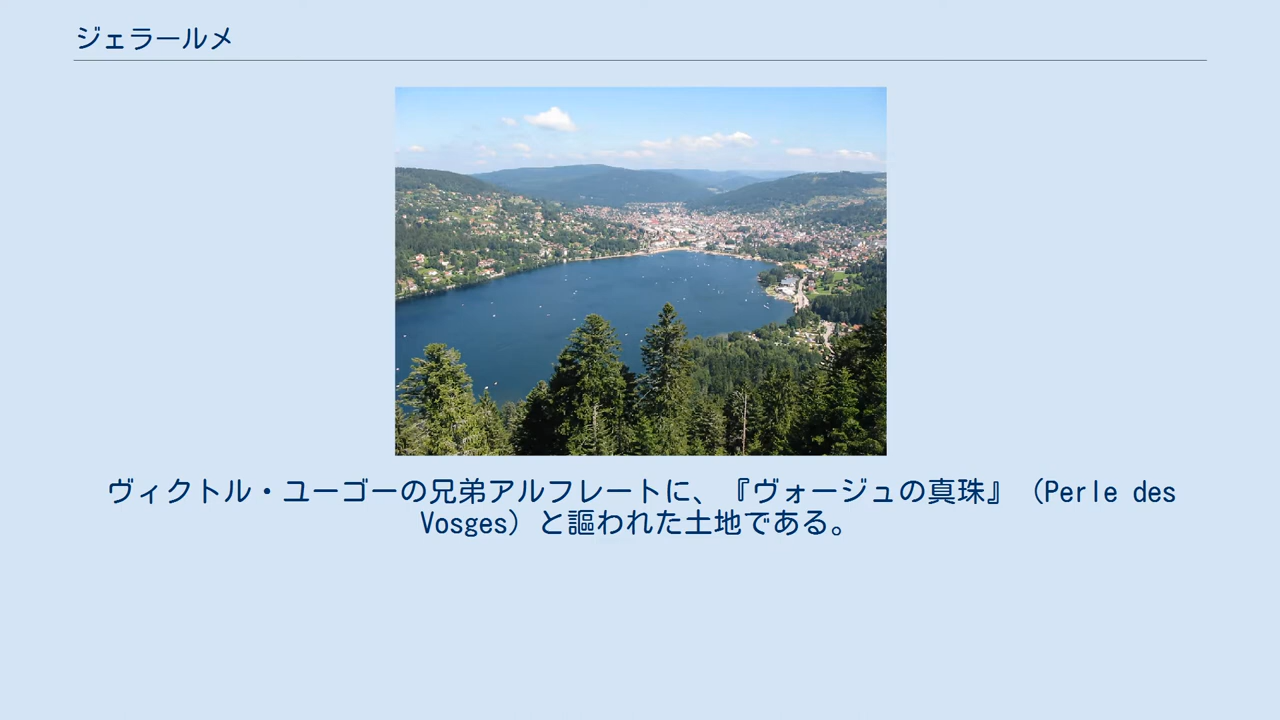 ジェラールメ
ヴィクトル・ユーゴーの兄弟アルフレートに、『ヴォージュの真珠』（Perle des
Vosges）と謳われた土地である。